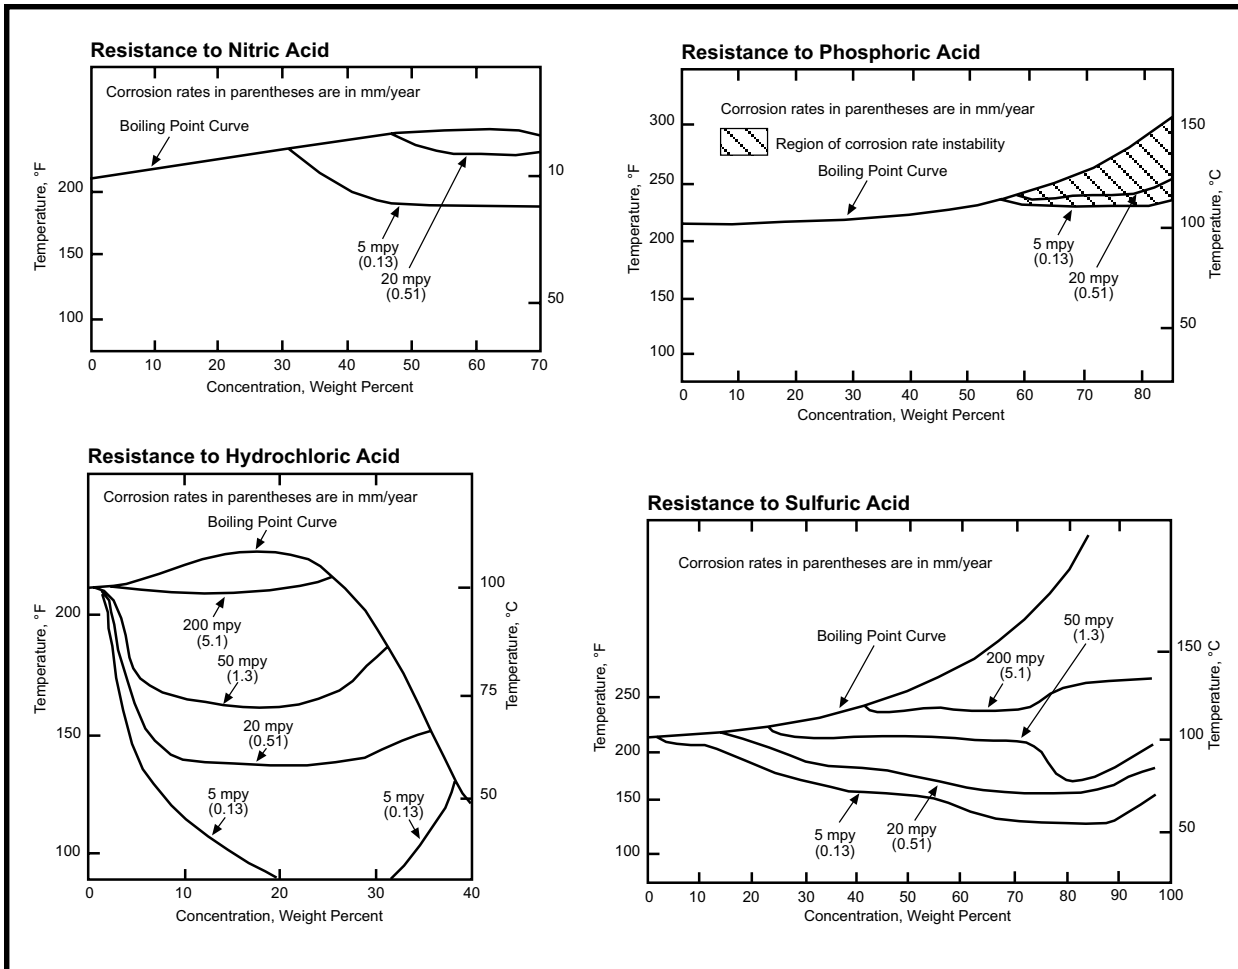 Resistance to Nitric Acid
Corrosion rates in parentheses are in mm/year
Boiling Point Curve
Temperature, °F
200
150
100
10
50
5 mpy
(0.13)
20 mpy
(0.51)
0 10 20 30 40 50 60 70
Concentration, Weight Percent
Resistance to Phosphoric Acid
Corrosion rates in parentheses are in mm/year
Region of corrosion rate instability
Boiling Point Curve
Temperature, °F
300
250
200
150
100
150
100
50
Temperature, °C
5 mpy
(0.13)
20 mpy
(0.51)
0 10 20 30 40 50 60 70 80
Concentration, Weight Percent
Resistance to Hydrochloric Acid
Corrosion rates in parentheses are in mm/year
Boiling Point Curve
Temperature, °F
200
150
100
100
75
50
Temperature, °C
200 mpy
(5.1)
50 mpy
(1.3)
20 mpy
(0.51)
5 mpy
(0.13)
5 mpy
(0.13)
0 10 20 30 40
Concentration, Weight Percent
Resistance to Sulfuric Acid
Corrosion rates in parentheses are in mm/year
Boiling Point Curve
50 mpy
(1.3)
200 mpy
(5.1)
Temperature, °F
250
200
150
100
150
100
50
Temperature, °C
5 mpy
(0.13)
20 mpy
(0.51)
0 10 20 30 40 50 60 70 80 90 100
Concentration, Weight Percent